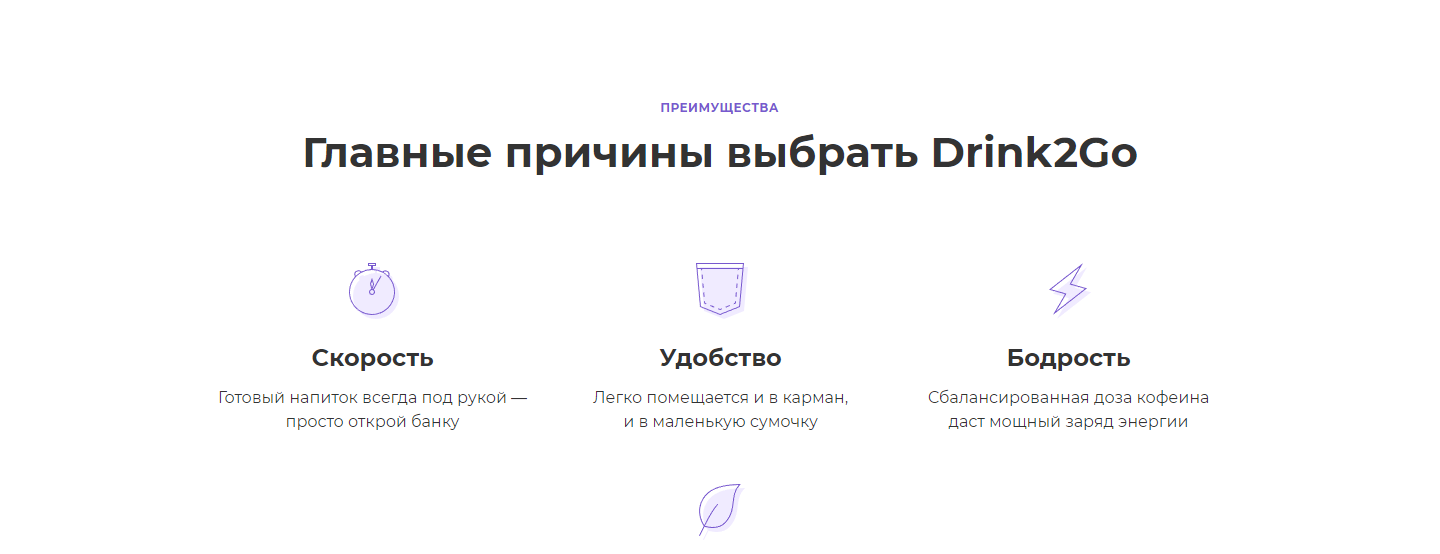 ПРЕИМУЩЕСТВА
Главные причины выбрать Drink2Go
Скорость
Готовый напиток всегда под рукой —
просто открой банку
Удобство
Легко помещается и в карман,
и в маленькую сумочку
Бодрость
Сбалансированная доза кофеина
даст мощный заряд энергии